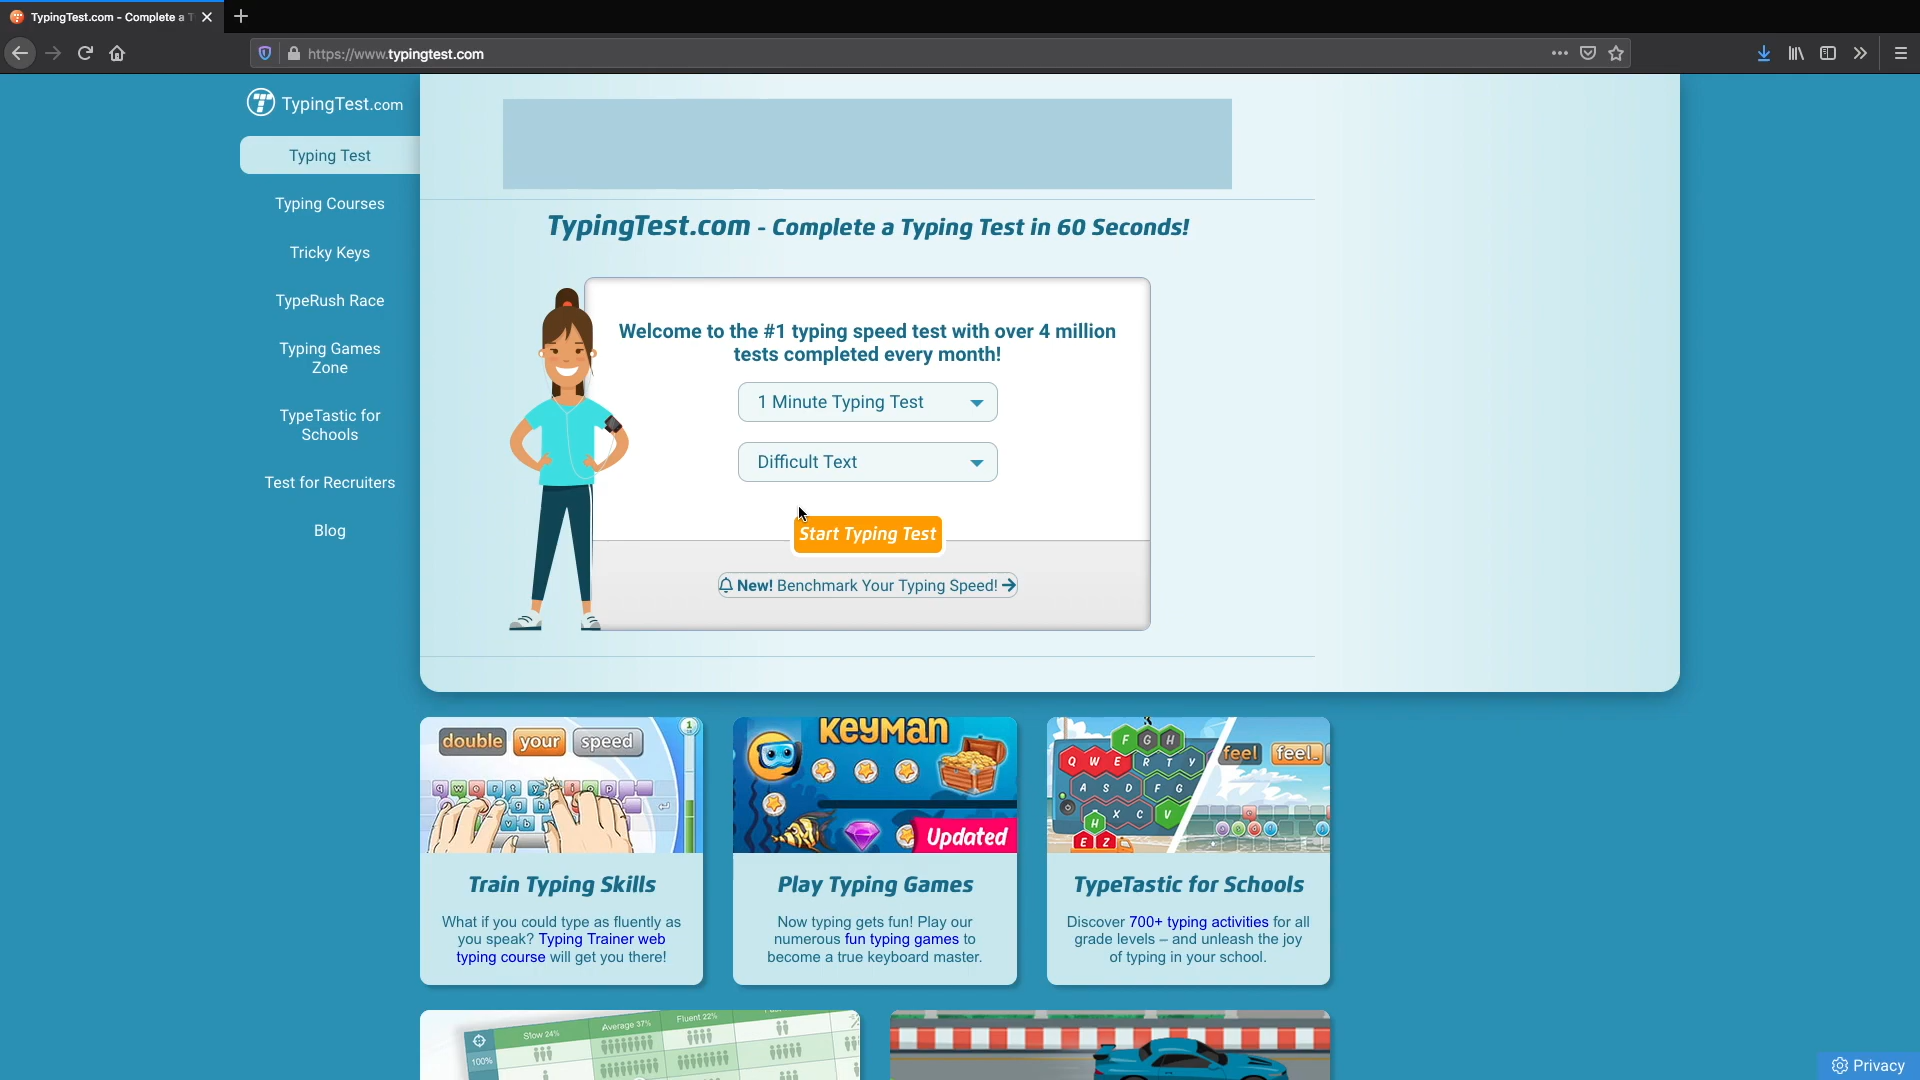 TypingTest.com - Complete a T
https://www.typingtest.com
TypingTest.com
Typing Test
Typing Courses
Tricky Keys
TypeRush Race
Typing Games
Zone
TypeTastic for
Schools
Test for Recruiters
Blog
TypingTest.com - Complete a Typing Test in 60 Seconds!
Welcome to the #1 typing speed test with over 4 million
tests completed every month!
1 Minute Typing Test
Difficult Text
Start Typing Test
New! Benchmark Your Typing Speed!
double your speed
1
q w e r t y i o p
g h
v b
Train Typing Skills
What if you could type as fluently as
you speak? Typing Trainer web
typing course will get you there!
KEYMAN
Updated
Play Typing Games
Now typing gets fun! Play our
numerous fun typing games to
become a true keyboard master.
F G H
Q W E R T Y
A S D F G
X C V
H
E Z
feel feel
TypeTastic for Schools
Discover 700+ typing activities for all
grade levels – and unleash the joy
of typing in your school.
Slow 24% Average 37% Fluent 22%
100%
Privacy